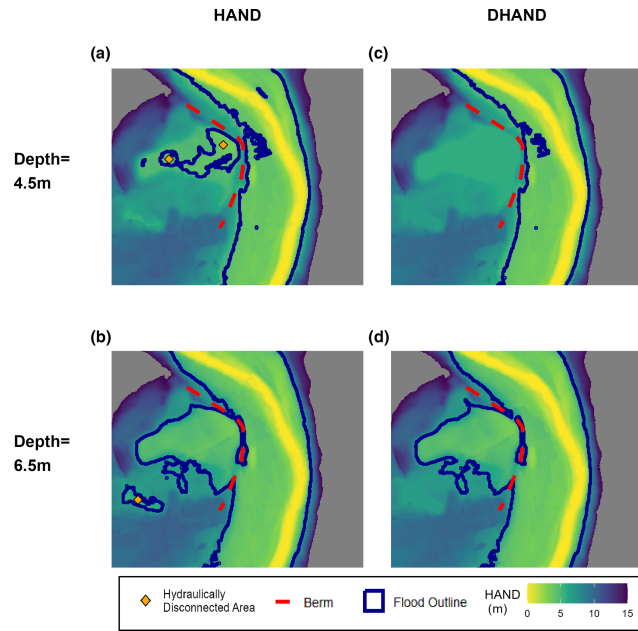 HAND DHAND
(a) (c)
Depth=
4.5m
(b) (d)
Depth=
6.5m
Hydraulically
Disconnected Area
Berm
Flood Outline
HAND
(m)
0 5 10 15